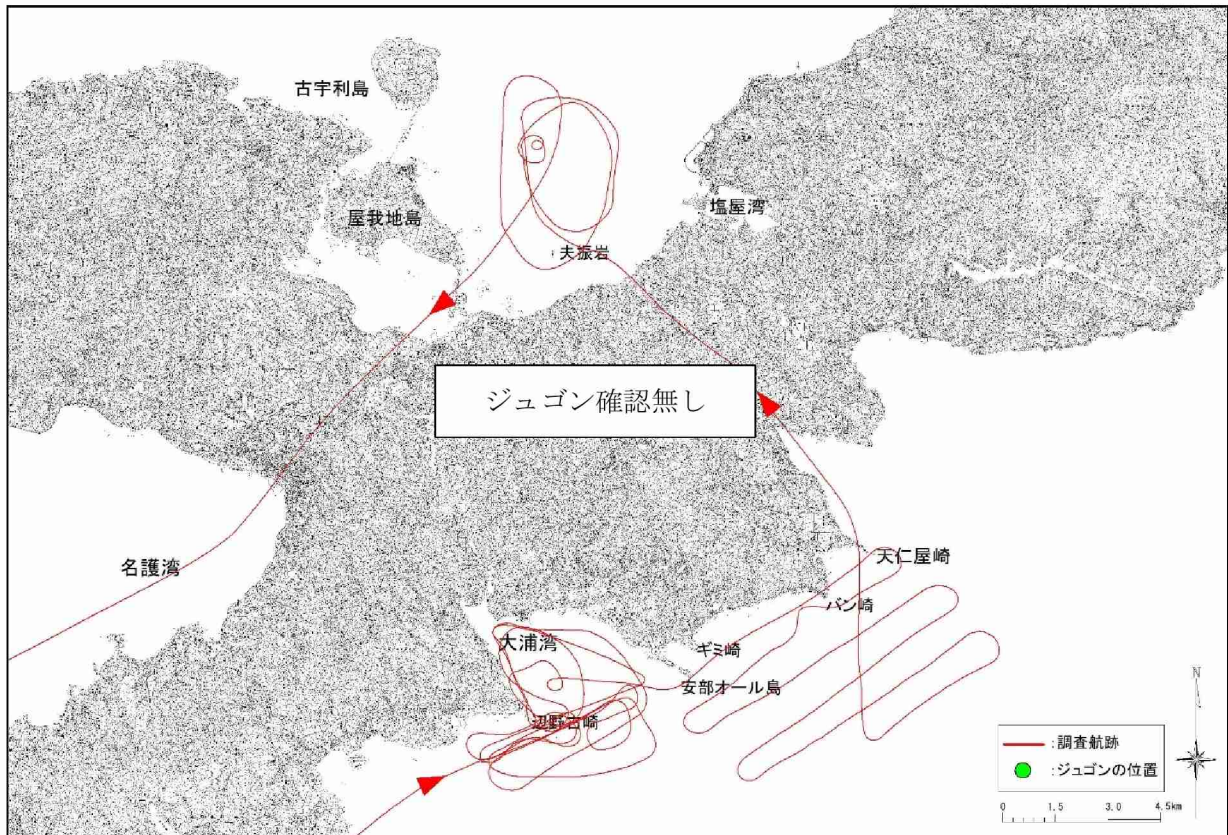 古宇利島
屋我地島
塩屋湾
夫振岩
ジュゴン確認無し
名護湾
天仁屋崎
バン崎
大浦湾
ギミ崎
安部オール島
辺野古崎
N
:調査航跡
:ジュゴンの位置
0 1.5 3.0 4.5km